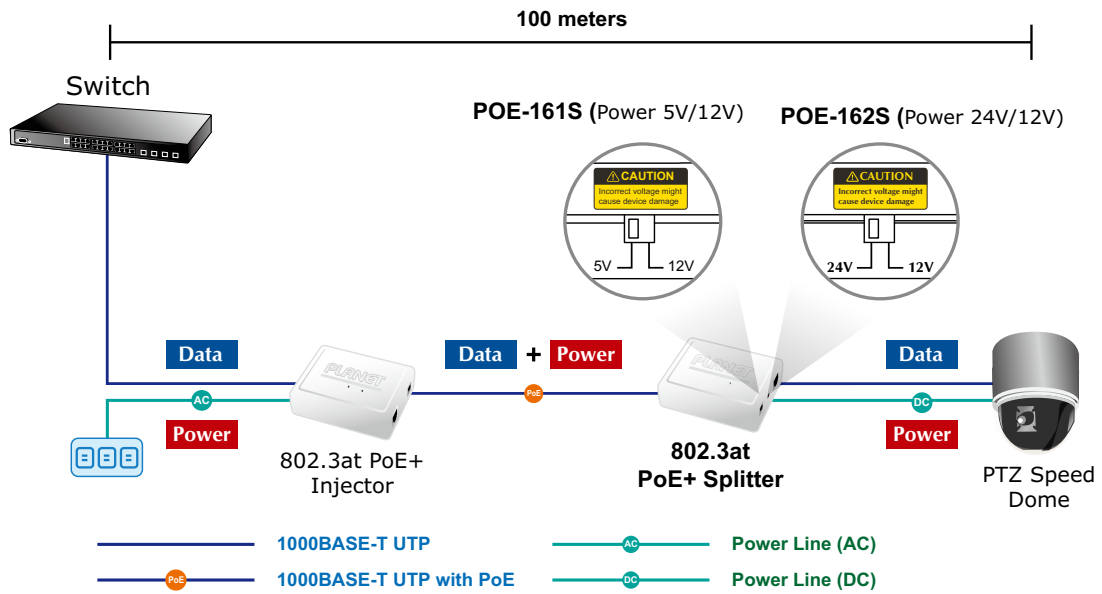 100 meters
Switch
POE-161S (Power 5V/12V)
POE-162S (Power 24V/12V)
CAUTION
Incorrect voltage might
cause device damage
5V
12V
CAUTION
Incorrect voltage might
cause device damage
24V
12V
Data
Data + Power
Data
PLANET
PLANET
AC
PoE
DC
Power
Power
802.3at PoE+
Injector
802.3at
PoE+ Splitter
PTZ Speed
Dome
1000BASE-T UTP
AC
Power Line (AC)
PoE
1000BASE-T UTP with PoE
DC
Power Line (DC)